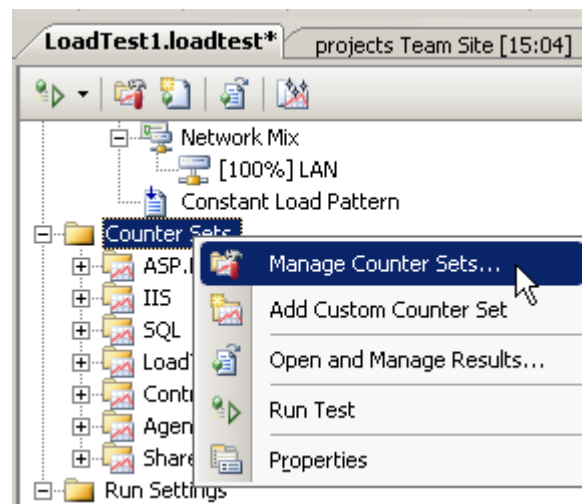 LoadTest1.loadtest* projects Team Site [15:04]
Network Mix
[100%] LAN
Constant Load Pattern
Counter Sets
Manage Counter Sets...
IIS
Add Custom Counter Set
SQL
Open and Manage Results...
Run Test
Properties
Run Settings